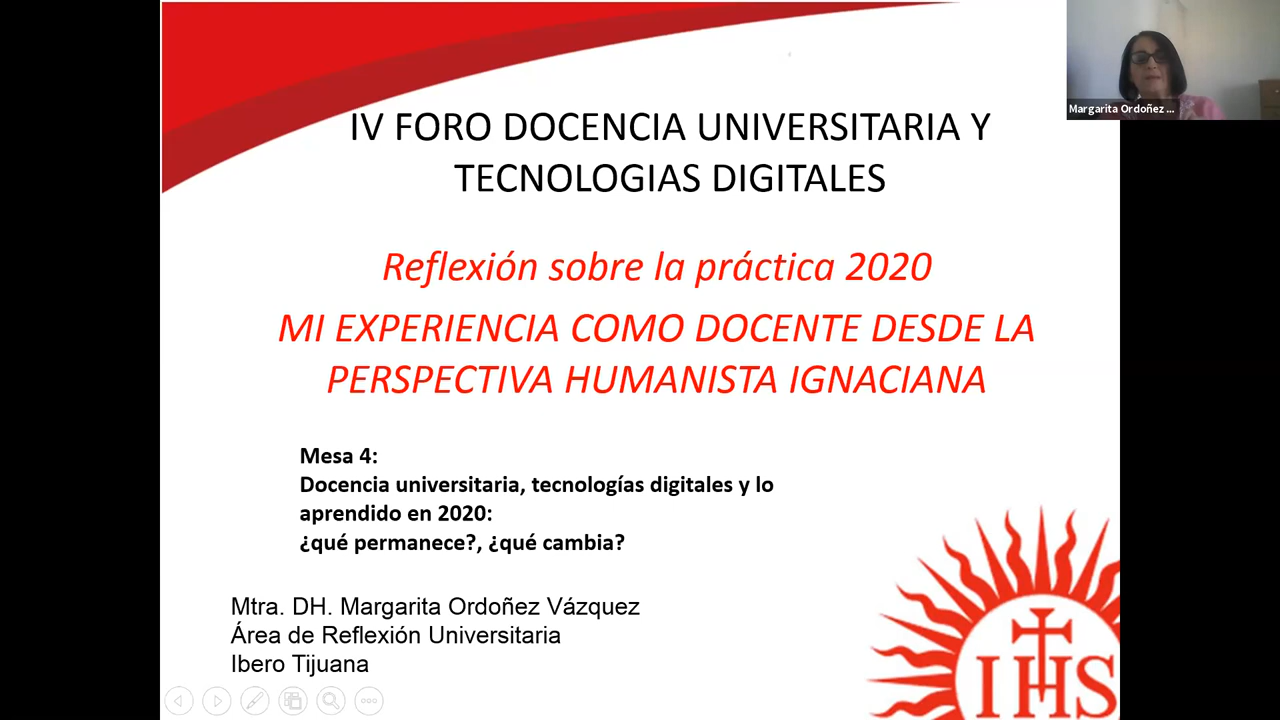 IV FORO DOCENCIA UNIVERSITARIA Y
TECNOLOGIAS DIGITALES
Margarita Ordoñez ...
Reflexión sobre la práctica 2020
MI EXPERIENCIA COMO DOCENTE DESDE LA
PERSPECTIVA HUMANISTA IGNACIANA
Mesa 4:
Docencia universitaria, tecnologías digitales y lo
aprendido en 2020:
¿qué permanece?, ¿qué cambia?
Mtra. DH. Margarita Ordoñez Vázquez
Área de Reflexión Universitaria
Ibero Tijuana
IHS